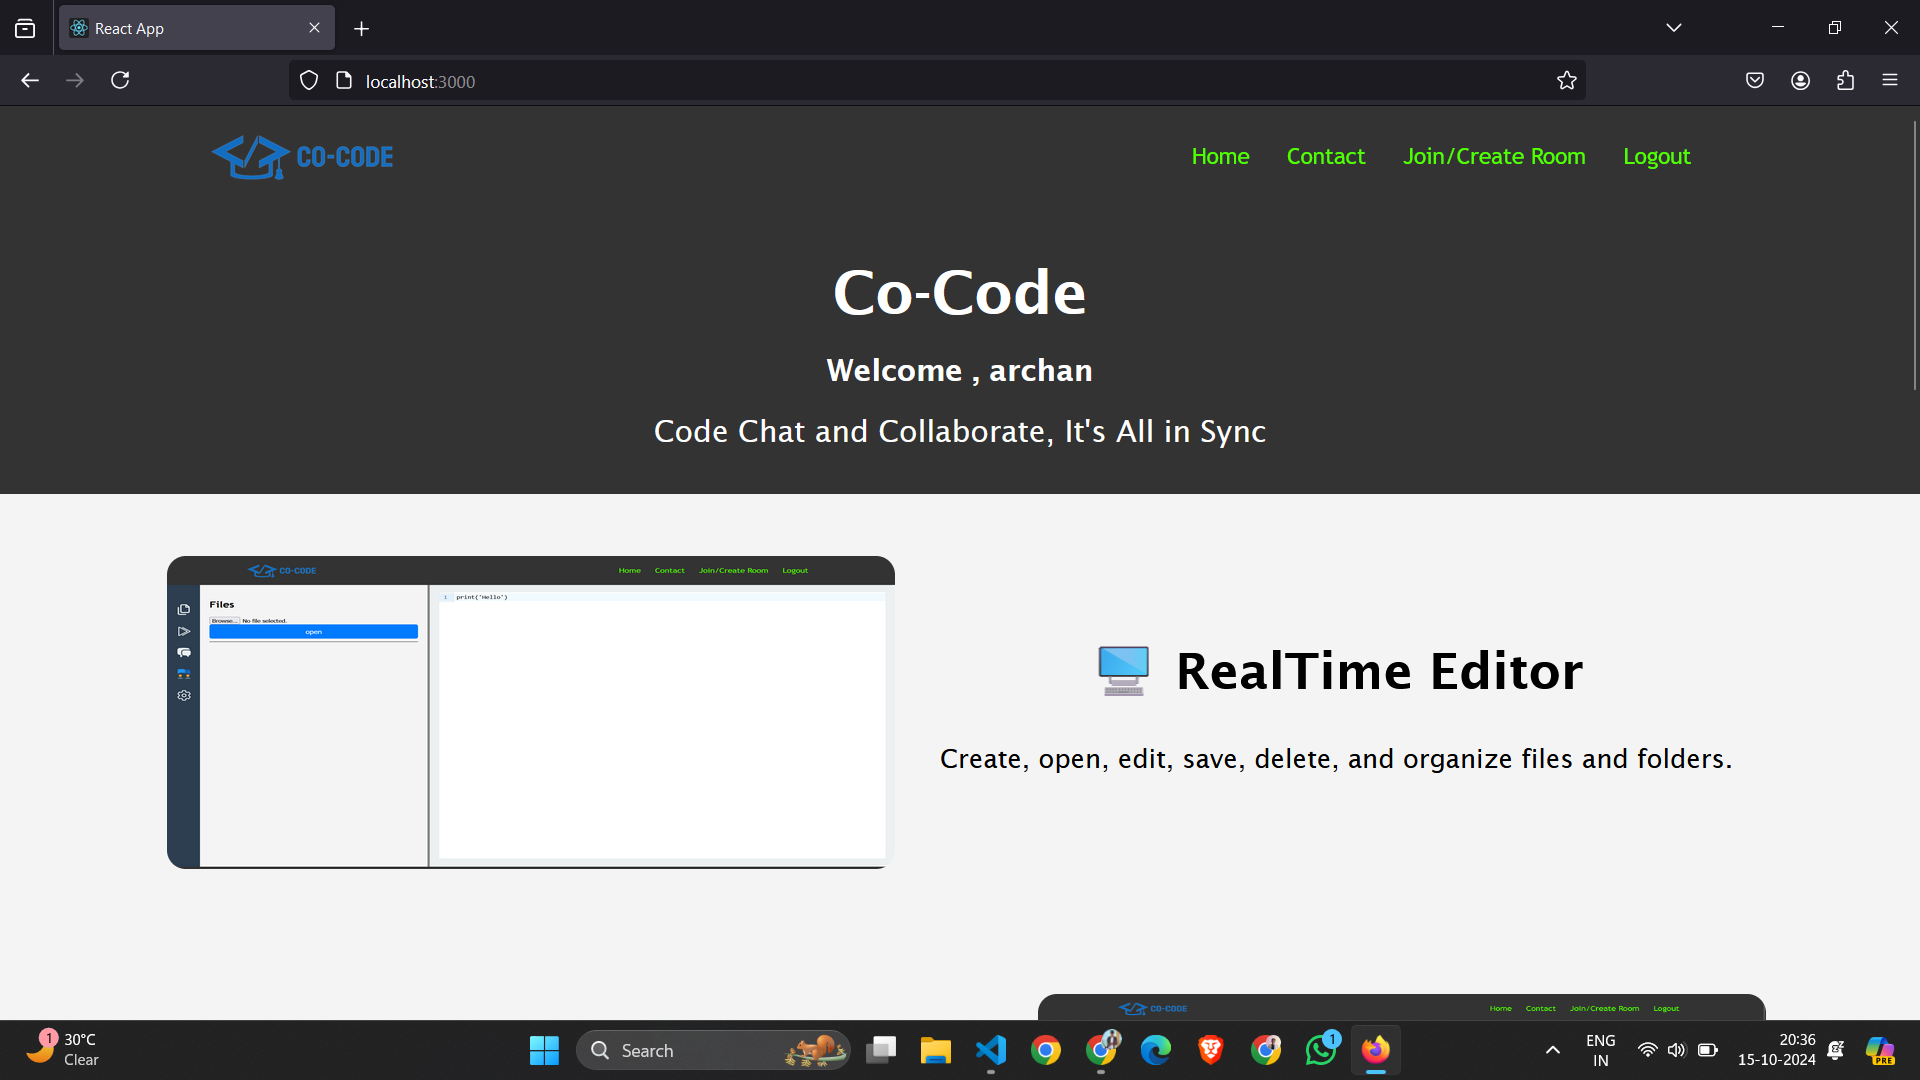 React App
localhost:3000
CO-CODE
Home Contact Join/Create Room Logout
Co-Code
Welcome , archan
Code Chat and Collaborate, It's All in Sync
CO-CODE Home Contact Join/Create Room Logout
Files
Browse... No file selected.
open
1 print('Hello')
RealTime Editor
Create, open, edit, save, delete, and organize files and folders.
CO-CODE Home Contact Join/Create Room Logout
1
30°C
Clear
Search
1
ENG
IN
20:36
15-10-2024
PRE